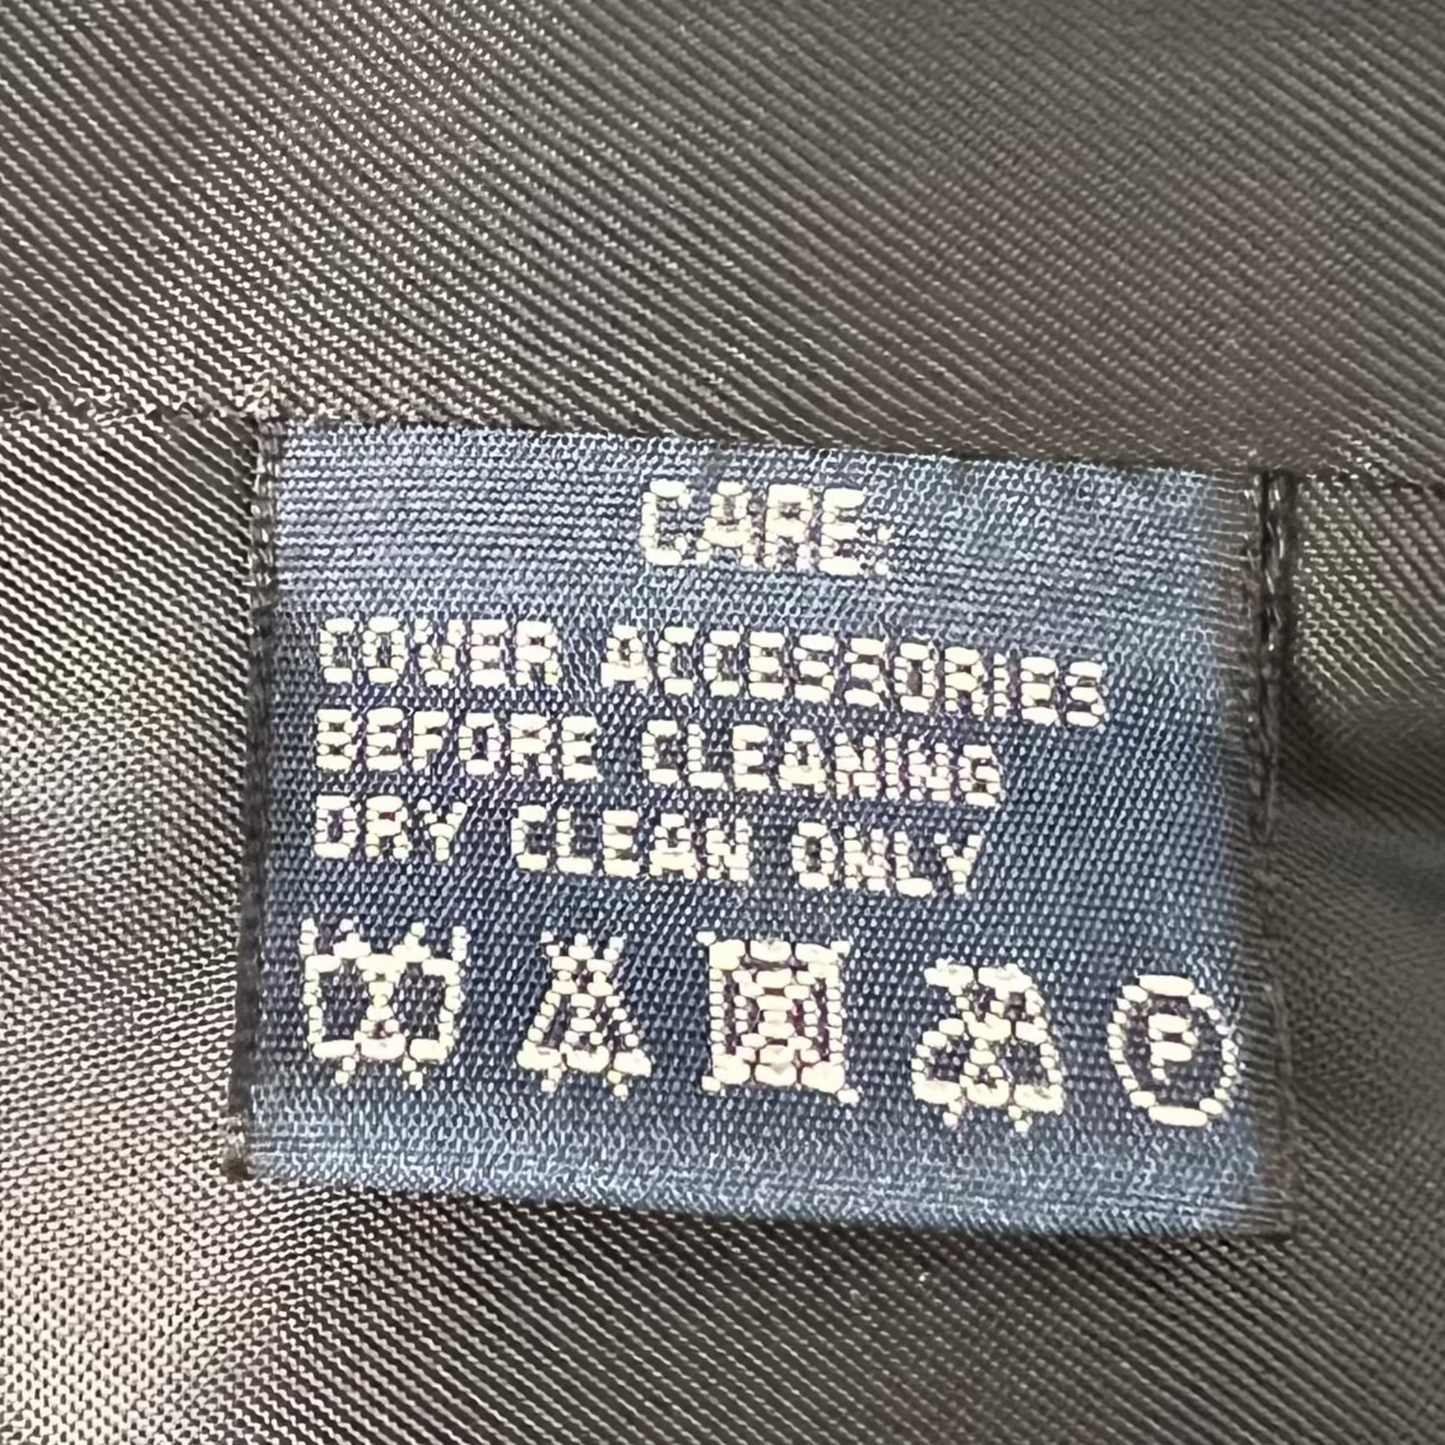 CARE:
COVER ACCESSORIES
BEFORE CLEANING
DRY CLEAN ONLY
P